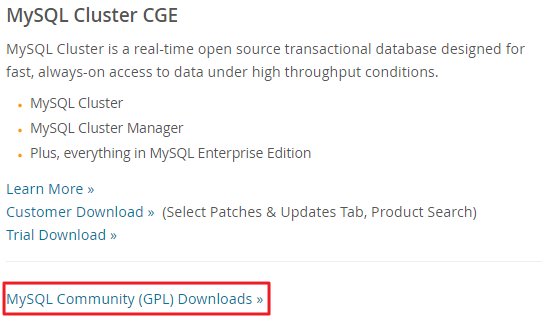 MySQL Cluster CGE
MySQL Cluster is a real-time open source transactional database designed for
fast, always-on access to data under high throughput conditions.
MySQL Cluster
MySQL Cluster Manager
Plus, everything in MySQL Enterprise Edition
Learn More »
Customer Download » (Select Patches & Updates Tab, Product Search)
Trial Download »
MySQL Community (GPL) Downloads »